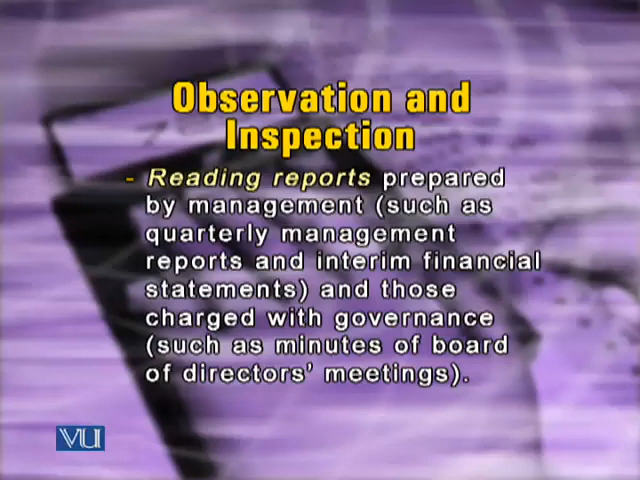 Observation and
Inspection
- Reading reports prepared
by management (such as
quarterly management
reports and interim financial
statements) and those
charged with governance
(such as minutes of board
of directors' meetings).
VU